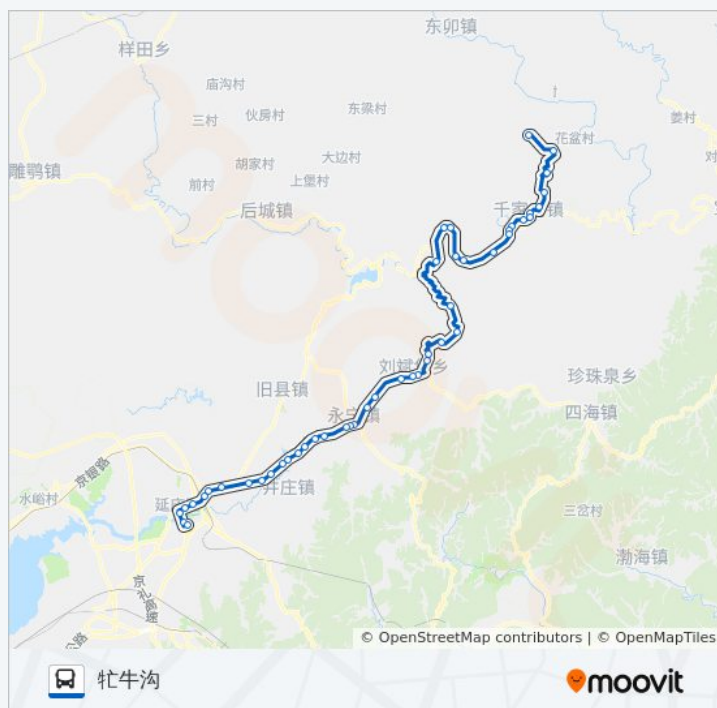 东卯镇
样田乡
庙沟村
三村
伙房村
东梁村
姜村
花盆村
对
雕鹗镇
胡家村
大边村
前村
上堡村
后城镇
千家店镇
刘斌堡乡
珍珠泉乡
旧县镇
永宁镇
四海镇
京银路
水峪村
延庆
井庄镇
三岔村
渤海镇
京礼高速
© OpenStreetMap contributors | © OpenMapTiles
牤牛沟
moovit